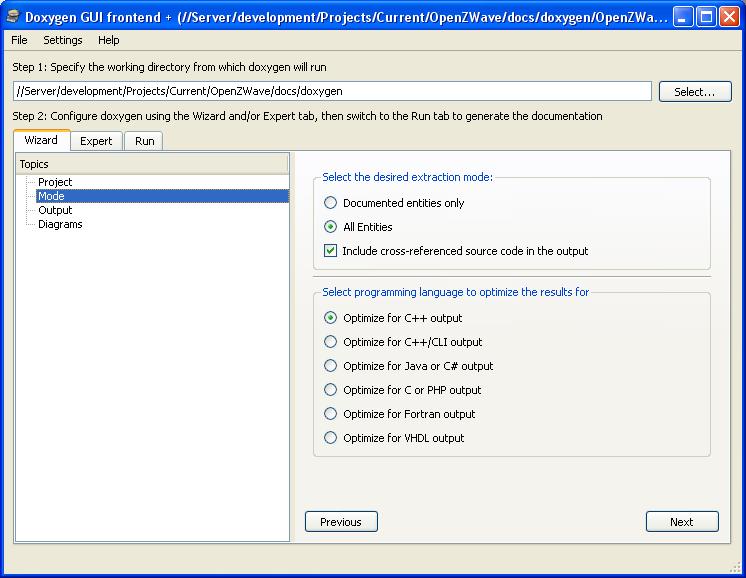 Doxygen GUI frontend + (//Server/development/Projects/Current/OpenZWave/docs/doxygen/OpenZWa...
File Settings Help
Step 1: Specify the working directory from which doxygen will run
//Server/development/Projects/Current/OpenZWave/docs/doxygen Select...
Step 2: Configure doxygen using the Wizard and/or Expert tab, then switch to the Run tab to generate the documentation
Wizard Expert Run
Topics
Project
Mode
Output
Diagrams
Select the desired extraction mode:
Documented entities only
All Entities
Include cross-referenced source code in the output
Select programming language to optimize the results for
Optimize for C++ output
Optimize for C++/CLI output
Optimize for Java or C# output
Optimize for C or PHP output
Optimize for Fortran output
Optimize for VHDL output
Previous Next